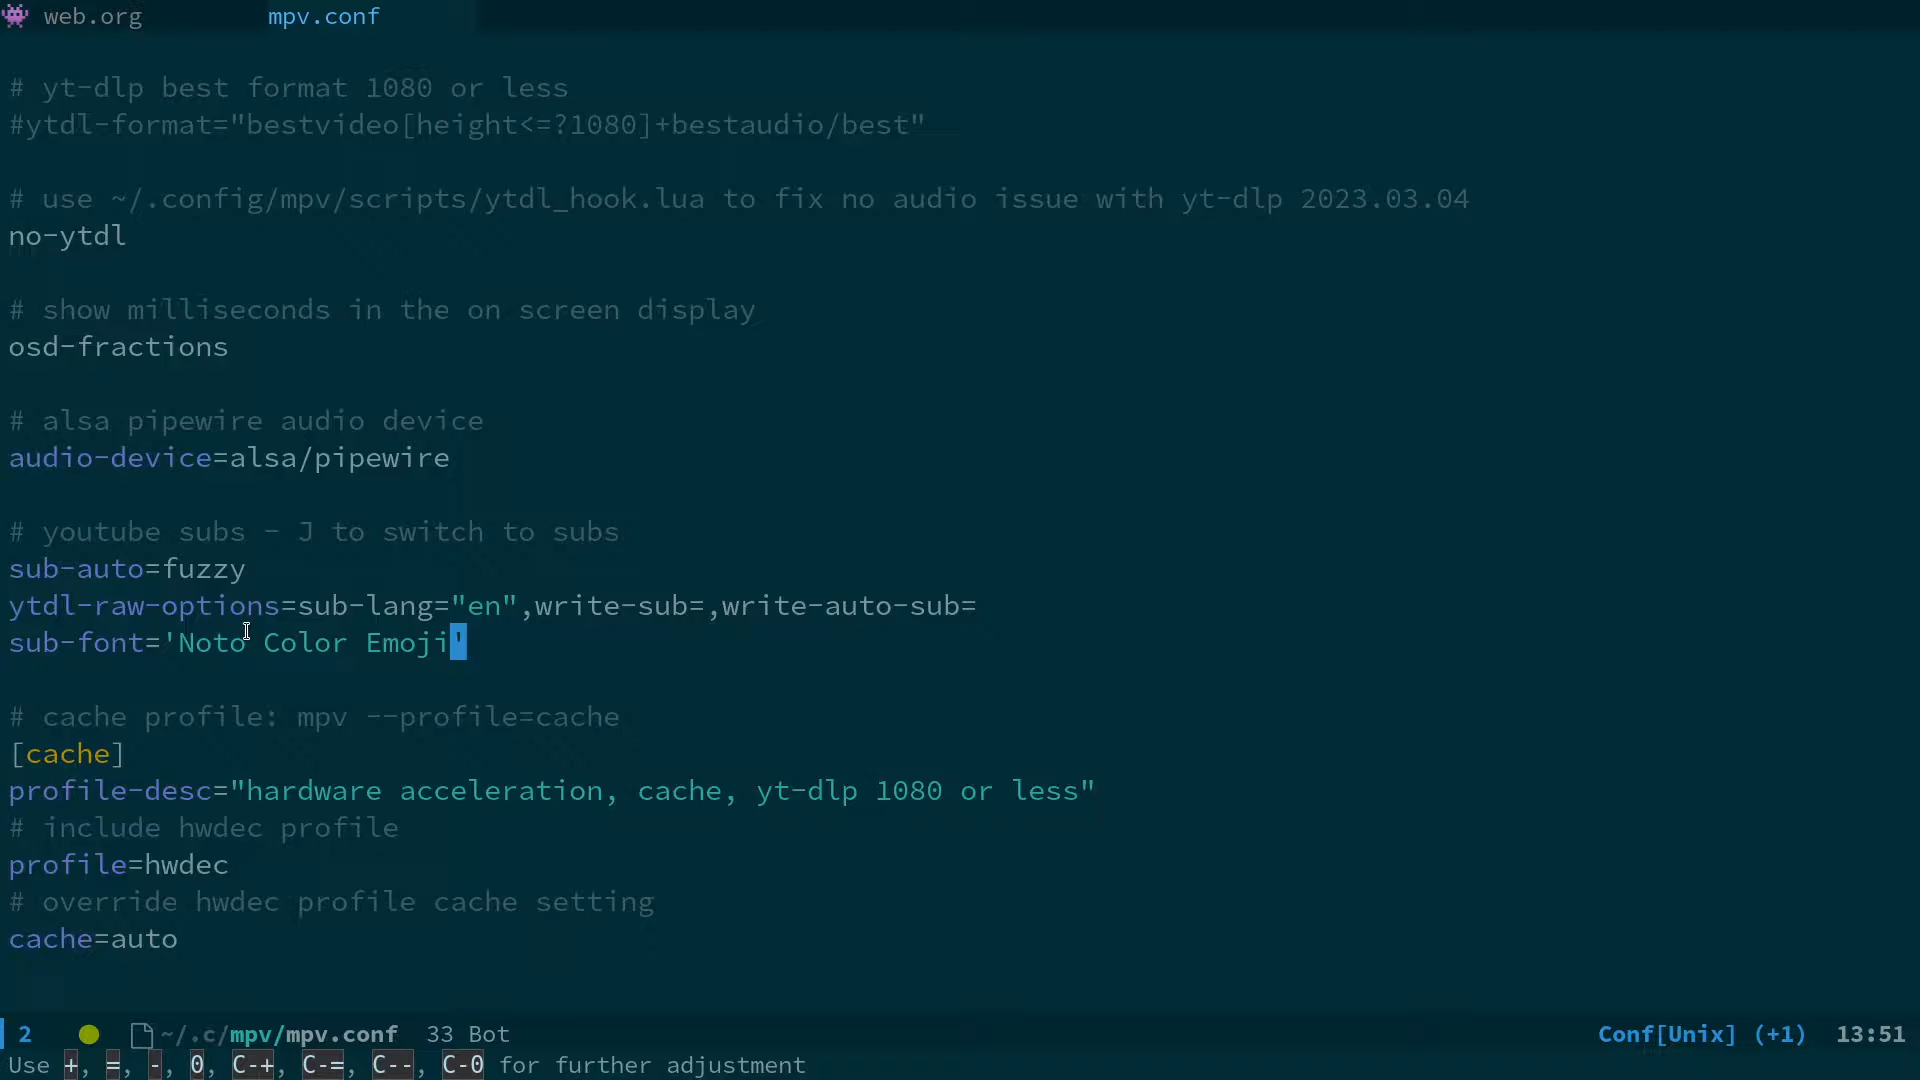 web.org mpv.conf
# yt-dlp best format 1080 or less
#ytdl-format="bestvideo[height<=?1080]+bestaudio/best"
# use ~/.config/mpv/scripts/ytdl_hook.lua to fix no audio issue with yt-dlp 2023.03.04
no-ytdl
# show milliseconds in the on screen display
osd-fractions
# alsa pipewire audio device
audio-device=alsa/pipewire
# youtube subs - J to switch to subs
sub-auto=fuzzy
ytdl-raw-options=sub-lang="en",write-sub=,write-auto-sub=
sub-font='Noto Color Emoji'
# cache profile: mpv --profile=cache
[cache]
profile-desc="hardware acceleration, cache, yt-dlp 1080 or less"
# include hwdec profile
profile=hwdec
# override hwdec profile cache setting
cache=auto
2 ~/.c/mpv/mpv.conf 33 Bot Conf[Unix] (+1) 13:51
Use +, =, -, 0, C-+, C-=, C--, C-0 for further adjustment